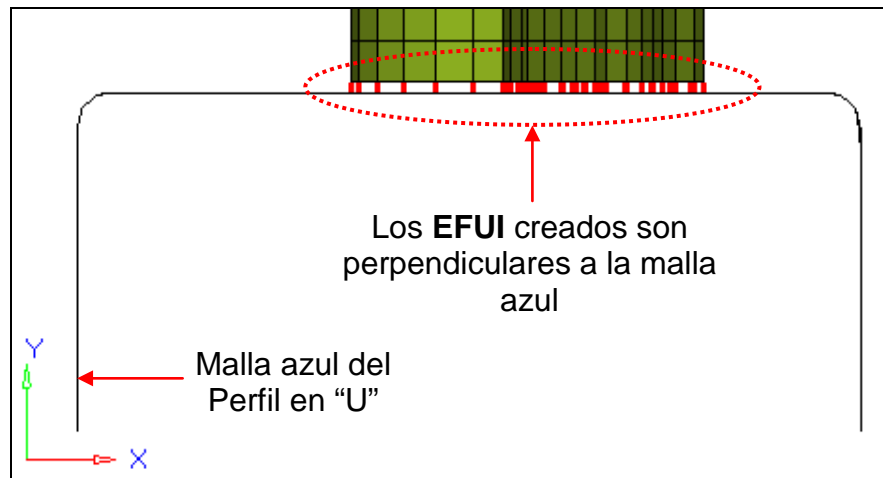 Los EFUI creados son
perpendiculares a la malla
azul
Malla azul del
Perfil en “U”
Y
X